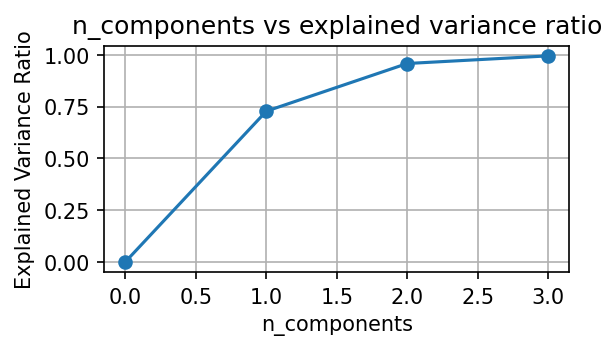 n_components vs explained variance ratio
Explained Variance Ratio
1.00
0.75
0.50
0.25
0.00
0.0 0.5 1.0 1.5 2.0 2.5 3.0
n_components